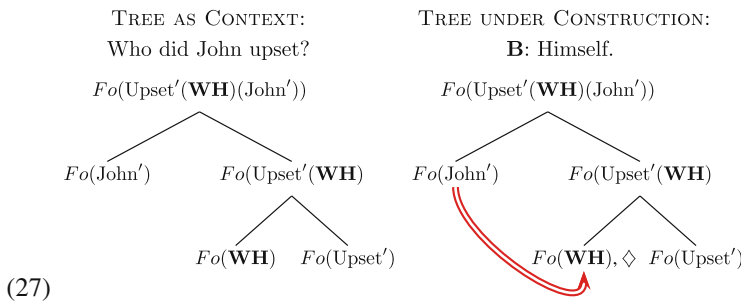 TREE AS CONTEXT: TREE UNDER CONSTRUCTION:
Who did John upset? B: Himself.
Fo(Upset′(WH)(John′)) Fo(Upset′(WH)(John′))
Fo(John′) Fo(Upset′(WH) Fo(John′) Fo(Upset′(WH)
Fo(WH) Fo(Upset′) Fo(WH), ♢ Fo(Upset′)
(27)